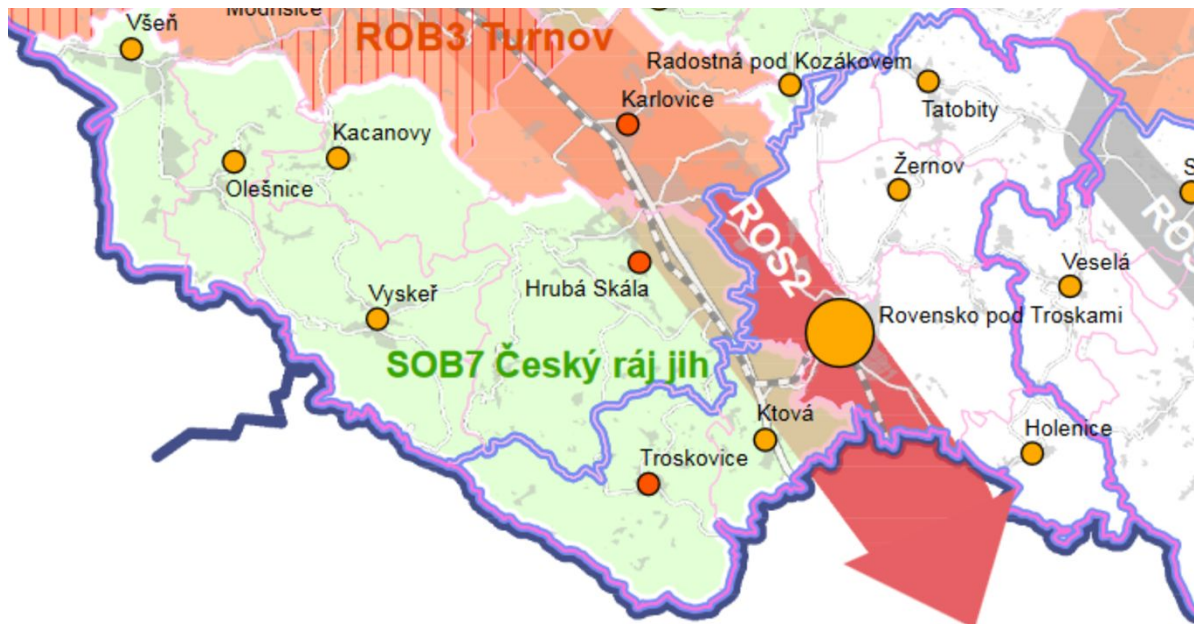 Všeň
Modřišice
ROB3 Turnov
Radostná pod Kozákovem
Karlovice
Tatobity
Kacanovy
Olešnice
Žernov
ROS2
Hrubá Skála
Veselá
Vyskeř
Rovensko pod Troskami
SOB7 Český ráj jih
Ktová
Holenice
Troskovice